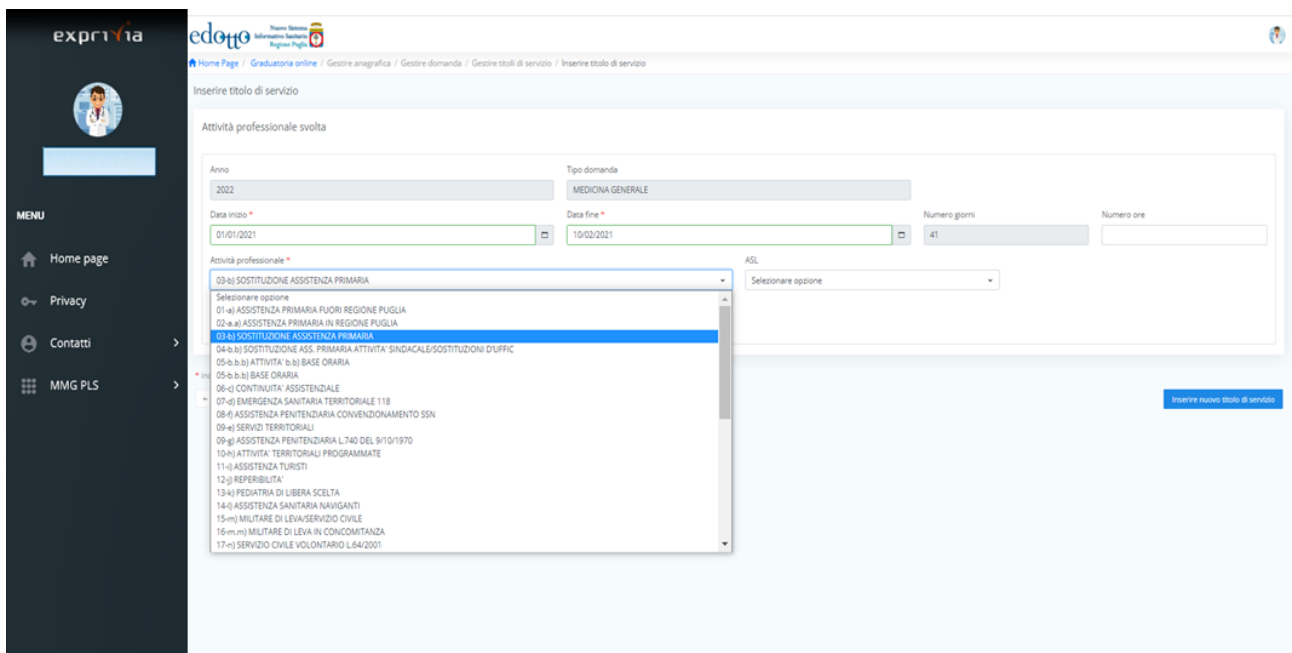 exprivia
edotto Nuovo Sistema
Informativo Sanitario
Regione Puglia
Home Page / Graduatoria online / Gestire anagrafica / Gestire domanda / Gestire titoli di servizio / Inserire titolo di servizio
Inserire titolo di servizio
Attività professionale svolta
Anno Tipo domanda
2022 MEDICINA GENERALE
MENU
Data inizio * Data fine * Numero giorni Numero ore
01/01/2021 10/02/2021 41
Home page
Attività professionale * ASL
03-b) SOSTITUZIONE ASSISTENZA PRIMARIA Selezionare opzione
Privacy
Contatti
MMG PLS
Selezionare opzione
01-a) ASSISTENZA PRIMARIA FUORI REGIONE PUGLIA
02-a.a) ASSISTENZA PRIMARIA IN REGIONE PUGLIA
03-b) SOSTITUZIONE ASSISTENZA PRIMARIA
04-b.b) SOSTITUZIONE ASS. PRIMARIA ATTIVITA' SINDACALE/SOSTITUZIONI D'UFFIC
05-b.b.b) ATTIVITA' b.b) BASE ORARIA
05-b.b.b) BASE ORARIA
06-c) CONTINUITA' ASSISTENZIALE
07-d) EMERGENZA SANITARIA TERRITORIALE 118
08-f) ASSISTENZA PENITENZIARIA CONVENZIONAMENTO SSN
09-e) SERVIZI TERRITORIALI
09-g) ASSISTENZA PENITENZIARIA L.740 DEL 9/10/1970
10-h) ATTIVITA' TERRITORIALI PROGRAMMATE
11-i) ASSISTENZA TURISTI
12-j) REPERIBILITA'
13-k) PEDIATRIA DI LIBERA SCELTA
14-l) ASSISTENZA SANITARIA NAVIGANTI
15-m) MILITARE DI LEVA/SERVIZIO CIVILE
16-m.m) MILITARE DI LEVA IN CONCOMITANZA
17-n) SERVIZIO CIVILE VOLONTARIO L.64/2001
Inserire nuovo titolo di servizio